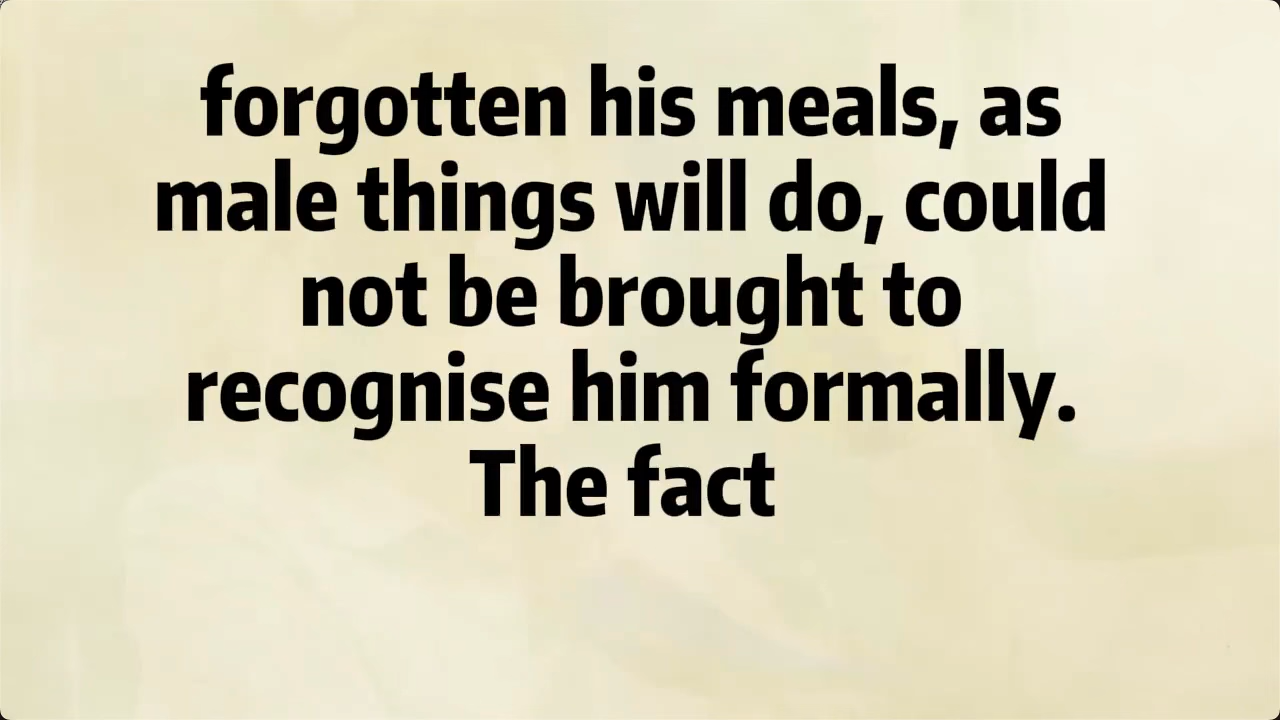 forgotten his meals, as
male things will do, could
not be brought to
recognise him formally.
The fact